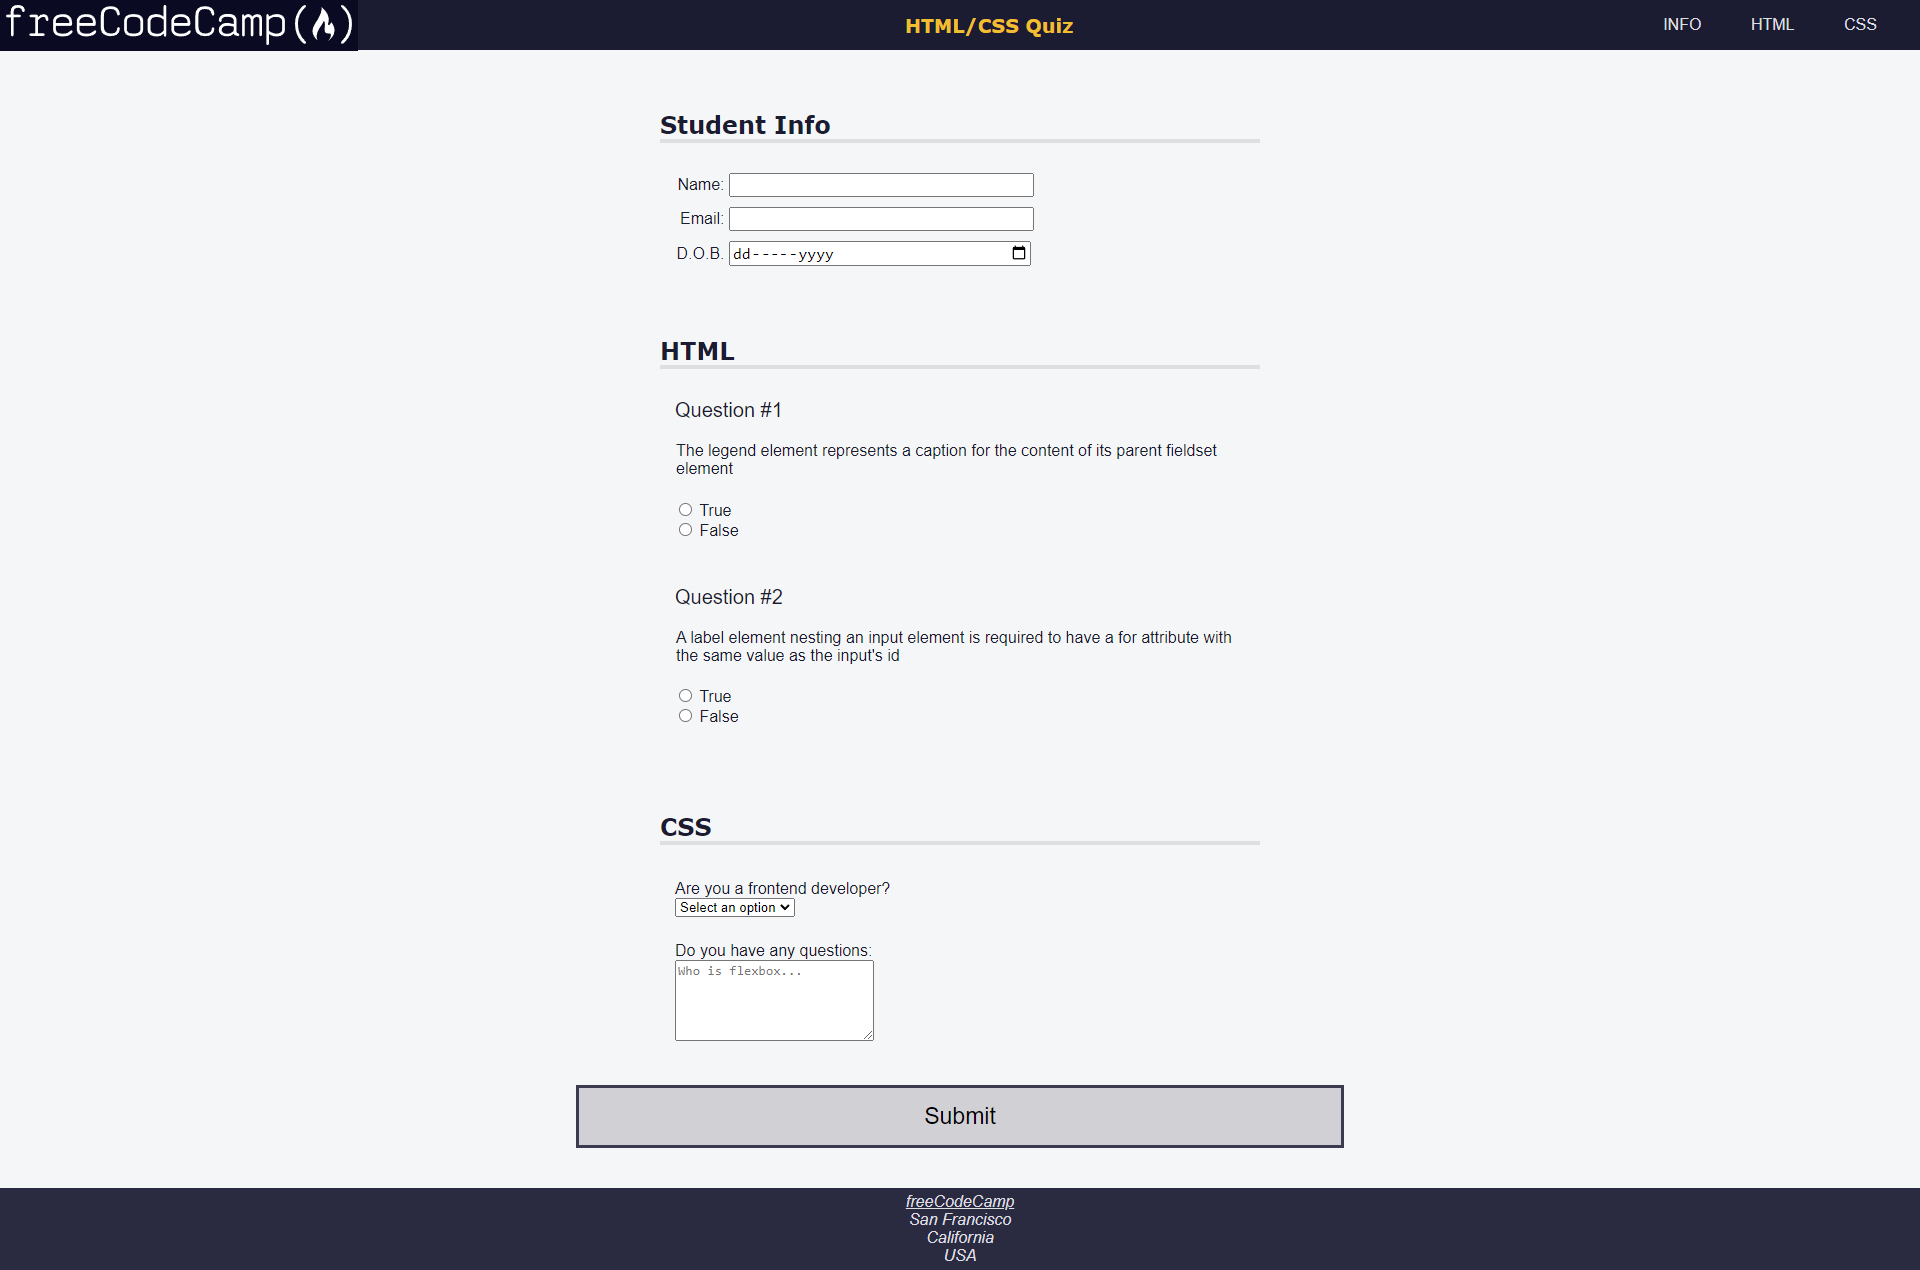 freeCodeCamp
HTML/CSS Quiz
INFO
HTML
CSS
Student Info
Name:
Email:
D.O.B.
dd-----yyyy
HTML
Question #1
The legend element represents a caption for the content of its parent fieldset
element
True
False
Question #2
A label element nesting an input element is required to have a for attribute with
the same value as the input's id
True
False
CSS
Are you a frontend developer?
Select an option
Do you have any questions:
Who is flexbox...
Submit
freeCodeCamp
San Francisco
California
USA